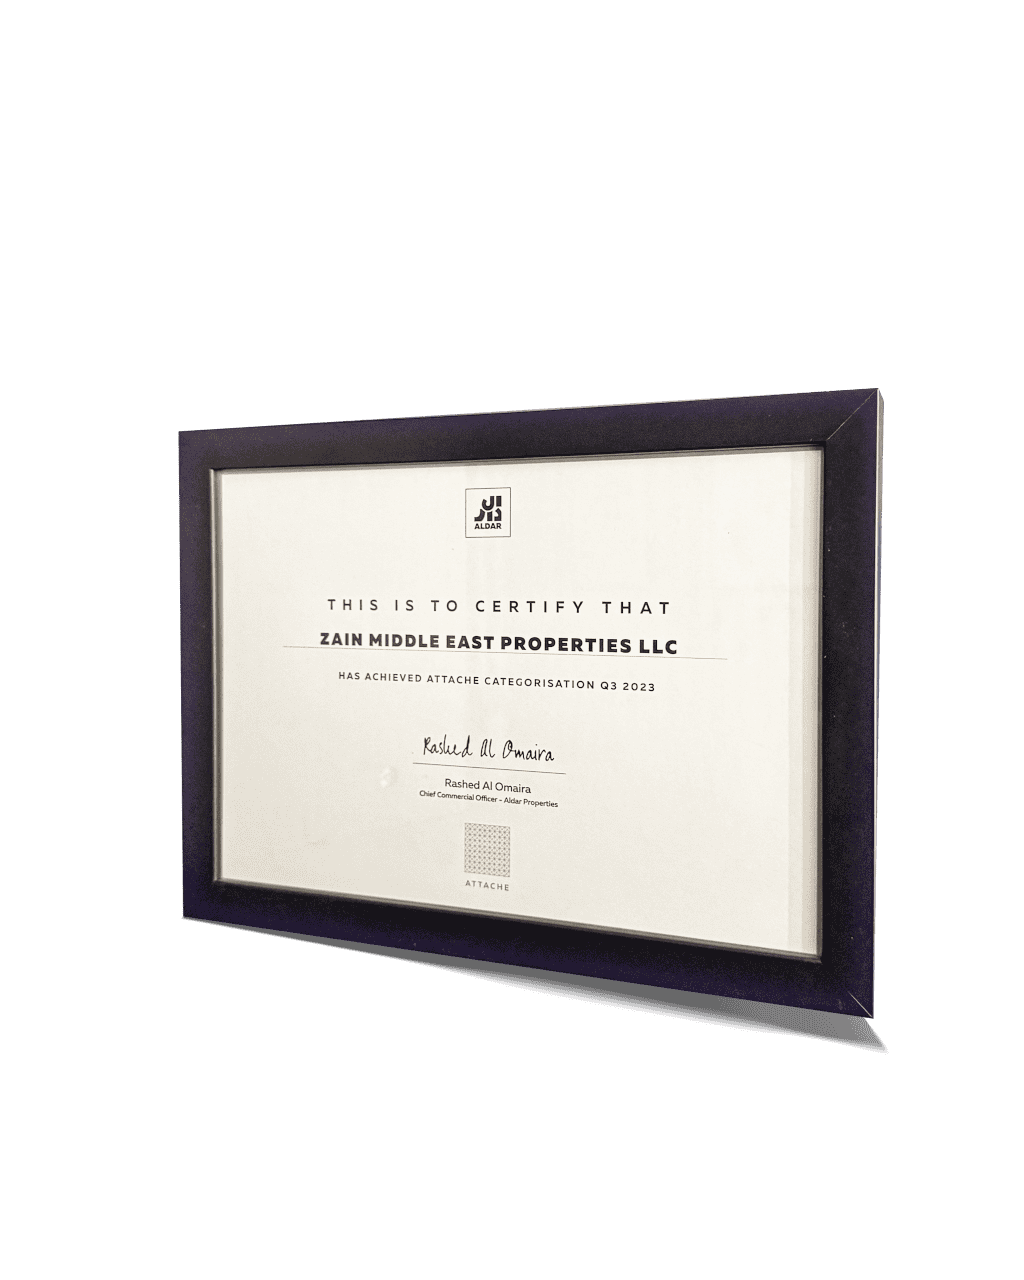 الدار
ALDAR
THIS IS TO CERTIFY THAT
ZAIN MIDDLE EAST PROPERTIES LLC
HAS ACHIEVED ATTACHE CATEGORISATION Q3 2023
Rashed Al Omaira
Rashed Al Omaira
Chief Commercial Officer - Aldar Properties
ATTACHE